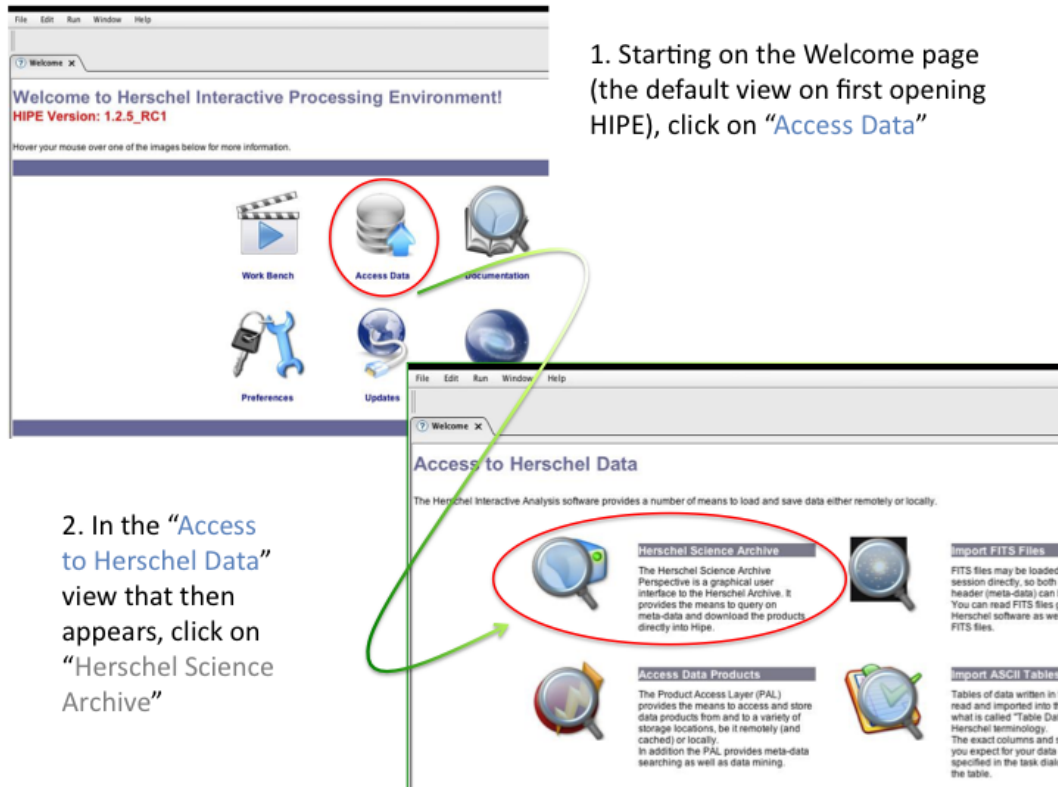 File Edit Run Window Help
Welcome X
Welcome to Herschel Interactive Processing Environment!
HIPE Version: 1.2.5_RC1
Hover your mouse over one of the images below for more information.
Work Bench
Access Data
Documentation
Preferences
Updates
1. Starting on the Welcome page
(the default view on first opening
HIPE), click on “Access Data”
2. In the “Access
to Herschel Data”
view that then
appears, click on
“Herschel Science
Archive”
File Edit Run Window Help
Welcome X
Access to Herschel Data
The Herschel Interactive Analysis software provides a number of means to load and save data either remotely or locally.
Herschel Science Archive
The Herschel Science Archive
Perspective is a graphical user
interface to the Herschel Archive. It
provides the means to query on
meta-data and download the products
directly into Hipe.
Import FITS Files
FITS files may be loaded
session directly, so both
header (meta-data) can
You can read FITS files
Herschel software as we
FITS files.
Access Data Products
The Product Access Layer (PAL)
provides the means to access and store
data products from and to a variety of
storage locations, be it remotely (and
cached) or locally.
In addition the PAL provides meta-data
searching as well as data mining.
Import ASCII Tables
Tables of data written in
read and imported into th
what is called "Table Da
Herschel terminology.
The exact columns and
you expect for your data
specified in the task dial
the table.